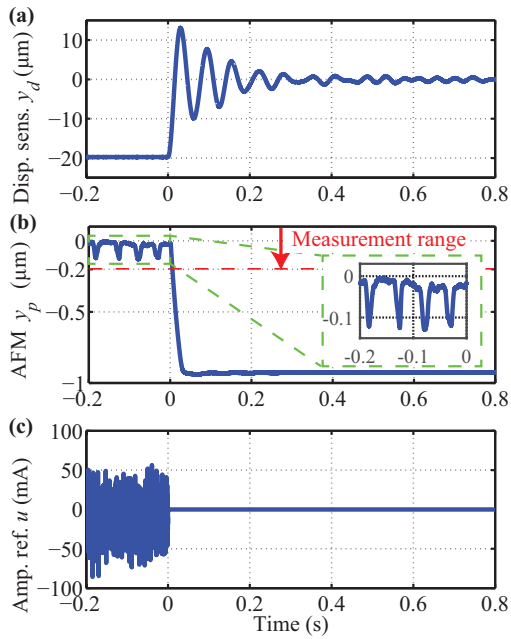 (a)
10
0
−10
−20
Disp. sens. y_d (μm)
−0.2 0 0.2 0.4 0.6 0.8
(b)
0
−0.2
−0.5
−1
AFM y_p (μm)
Measurement range
0
-0.1
-0.2 -0.1 0
−0.2 0 0.2 0.4 0.6 0.8
(c)
100
50
0
−50
−100
Amp. ref. u (mA)
−0.2 0 0.2 0.4 0.6 0.8
Time (s)